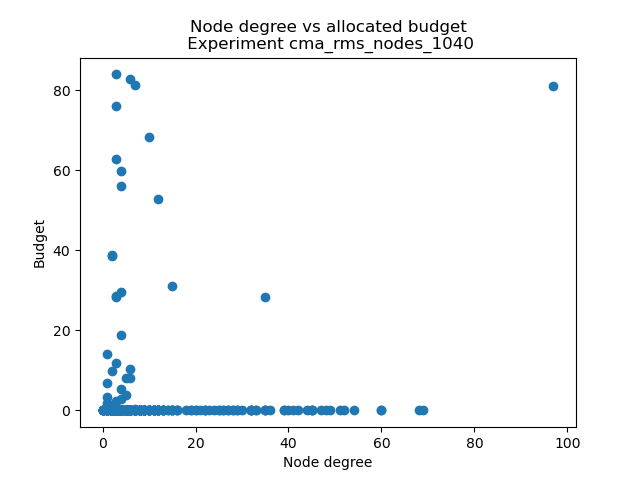 Node degree vs allocated budget
Experiment cma_rms_nodes_1040
80
60
40
20
0
Budget
0 20 40 60 80 100
Node degree